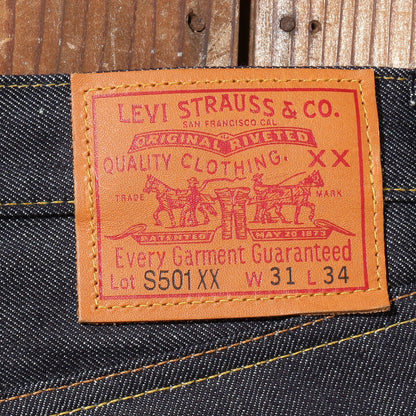 LEVI STRAUSS & CO.
SAN FRANCISCO, CAL.
ORIGINAL RIVETED
QUALITY CLOTHING. XX
TRADE MARK
PATENTED MAY 20 1873
Every Garment Guaranteed
Lot S501XX W 31 L 34